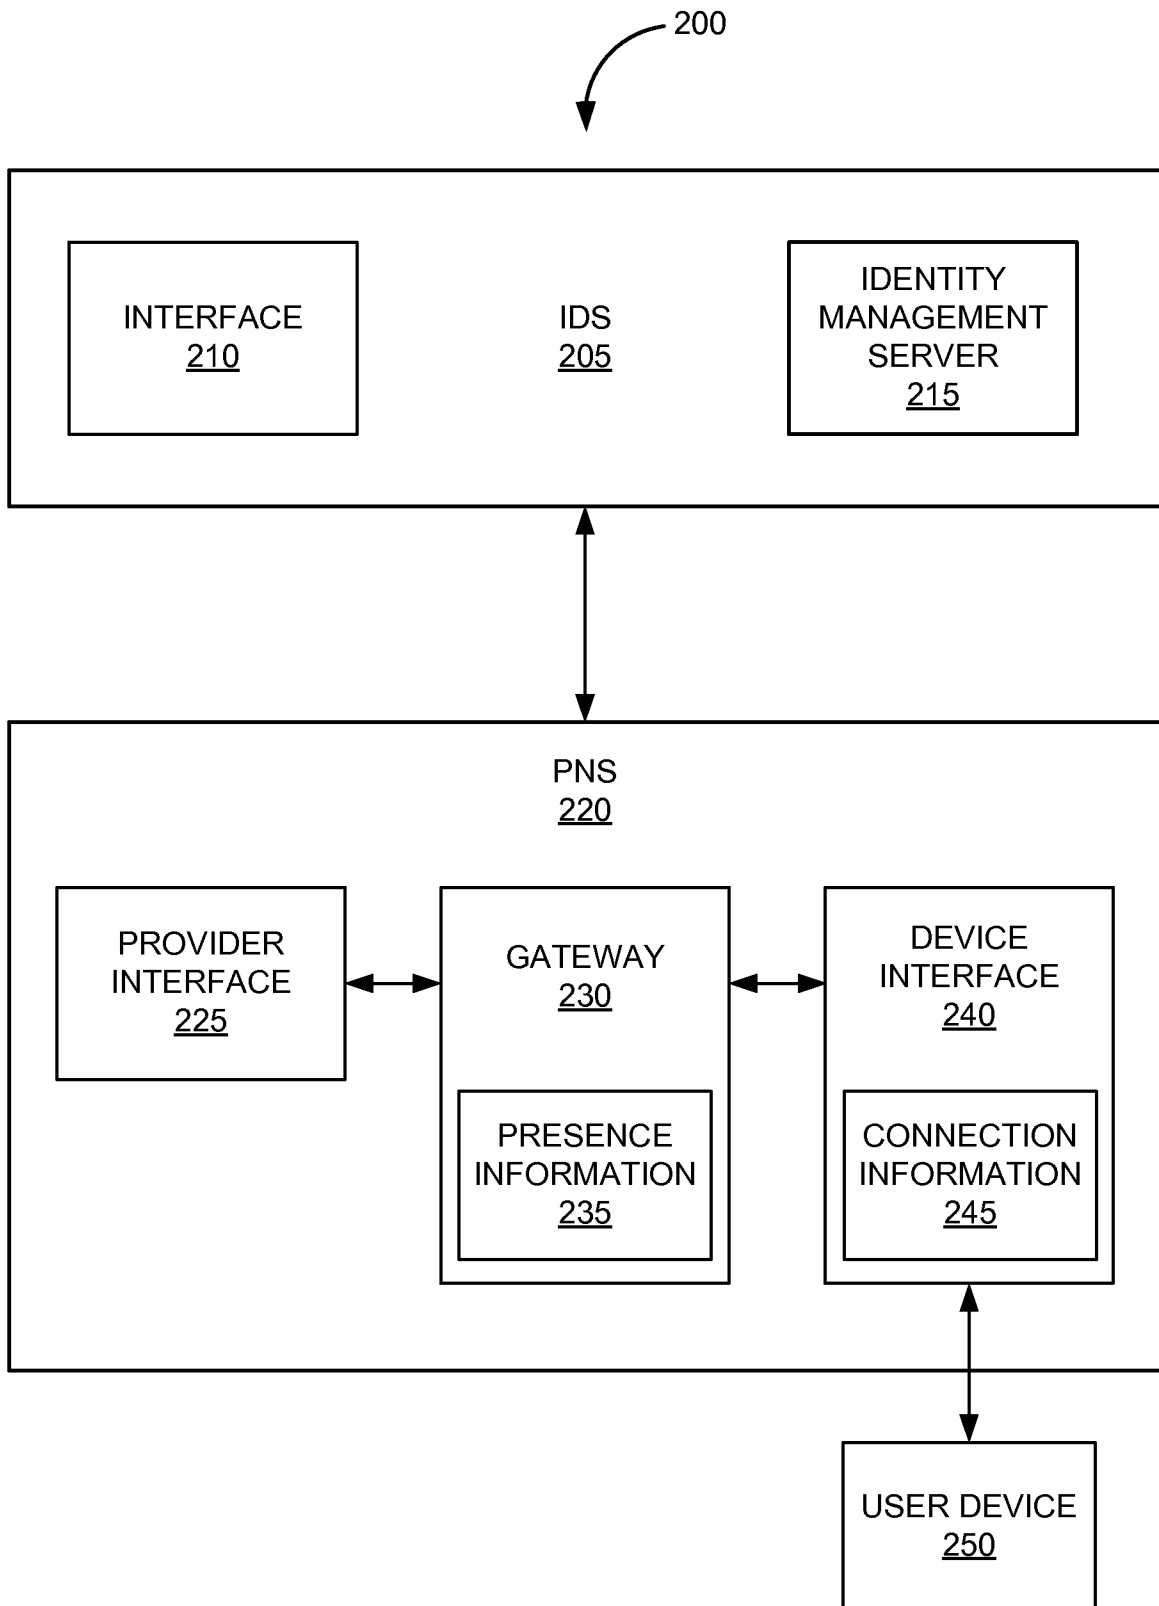 200
INTERFACE
210
IDS
205
IDENTITY
MANAGEMENT
SERVER
215
PNS
220
PROVIDER
INTERFACE
225
GATEWAY
230
PRESENCE
INFORMATION
235
DEVICE
INTERFACE
240
CONNECTION
INFORMATION
245
USER DEVICE
250